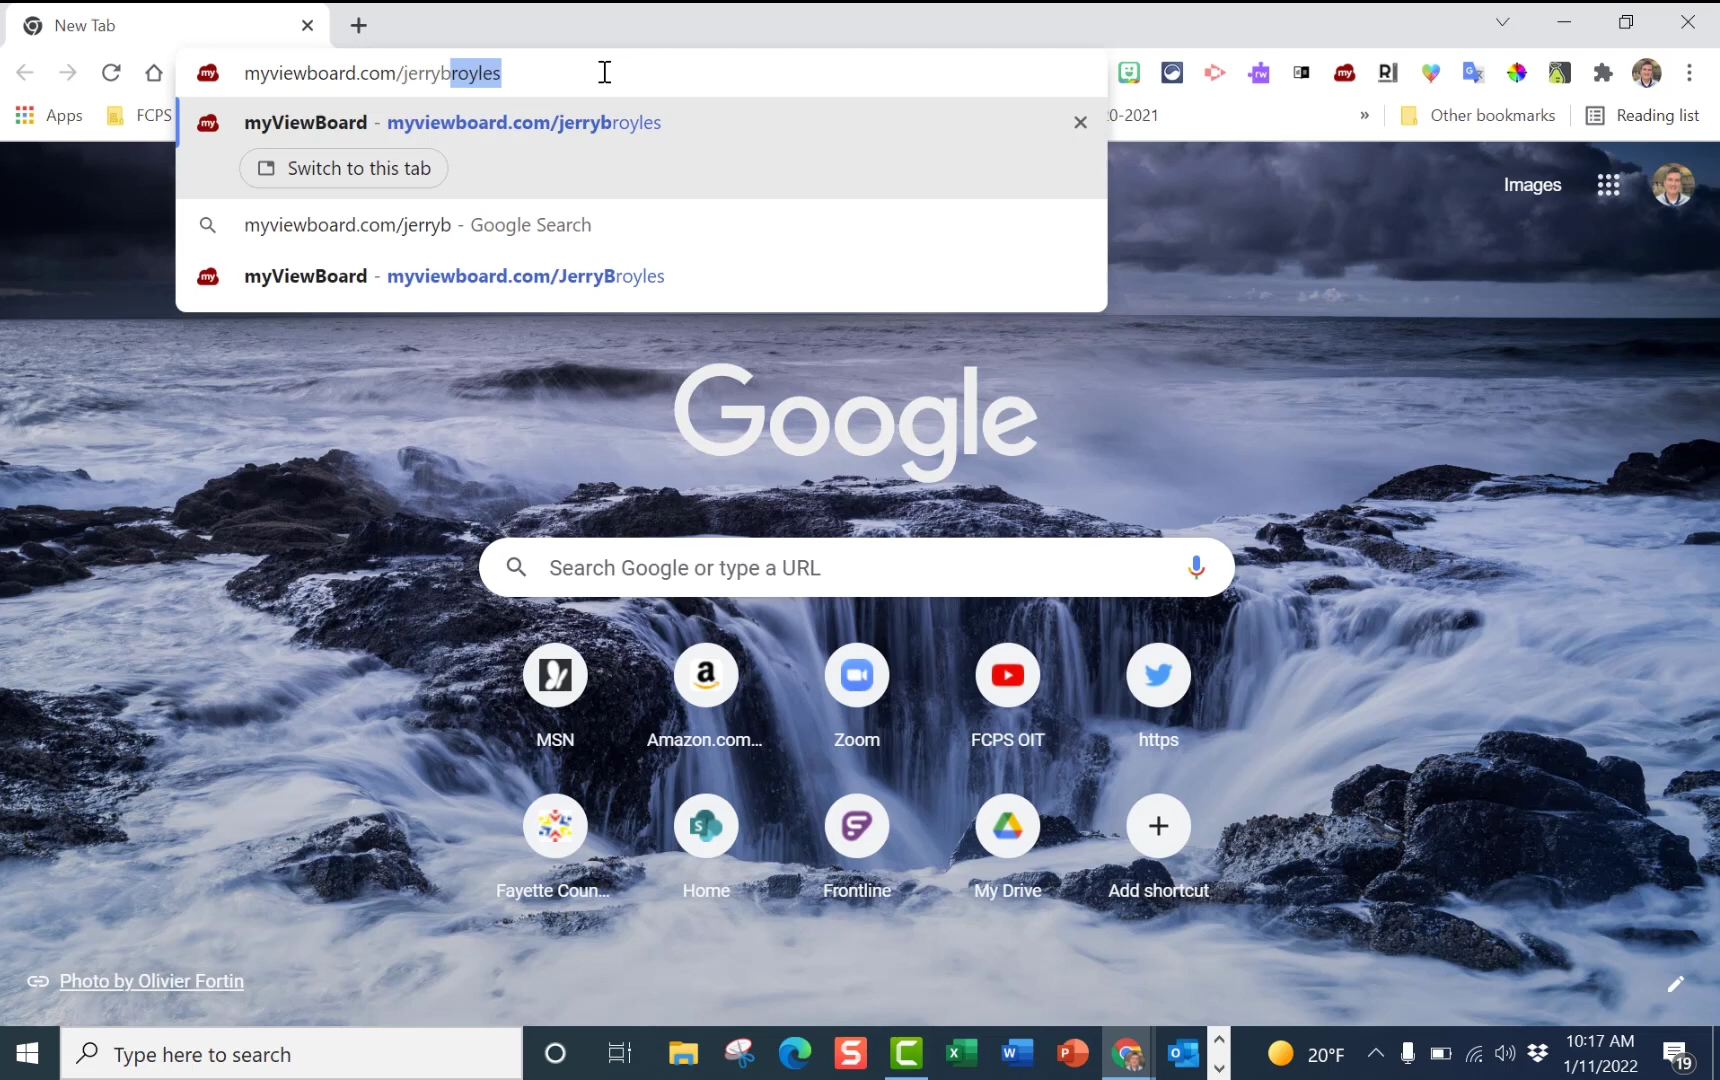 New Tab
myviewboard.com/jerrybroyles
myViewBoard - myviewboard.com/jerrybroyles
Switch to this tab
myviewboard.com/jerryb - Google Search
myViewBoard - myviewboard.com/JerryBroyles
Apps
FCPS
0-2021
»
Other bookmarks
Reading list
Images
Google
Search Google or type a URL
MSN
Amazon.com...
Zoom
FCPS OIT
https
Fayette Coun...
Home
Frontline
My Drive
Add shortcut
Photo by Olivier Fortin
Type here to search
20°F
10:17 AM
1/11/2022
19